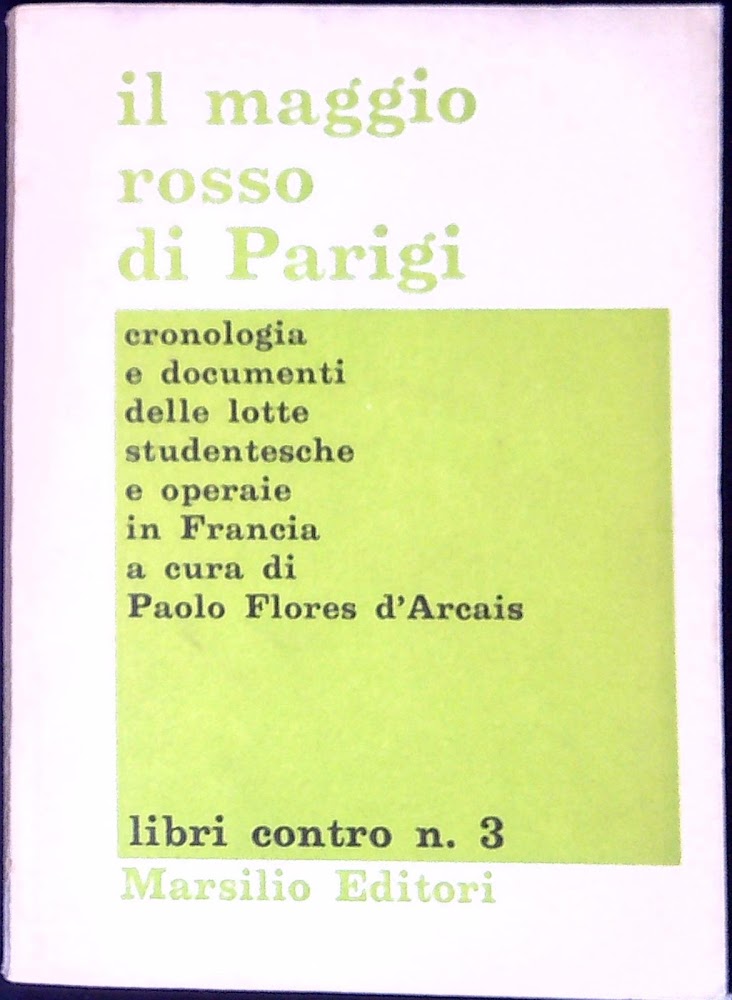 il maggio
rosso
di Parigi
cronologia
e documenti
delle lotte
studentesche
e operaie
in Francia
a cura di
Paolo Flores d'Arcais
libri contro n. 3
Marsilio Editori